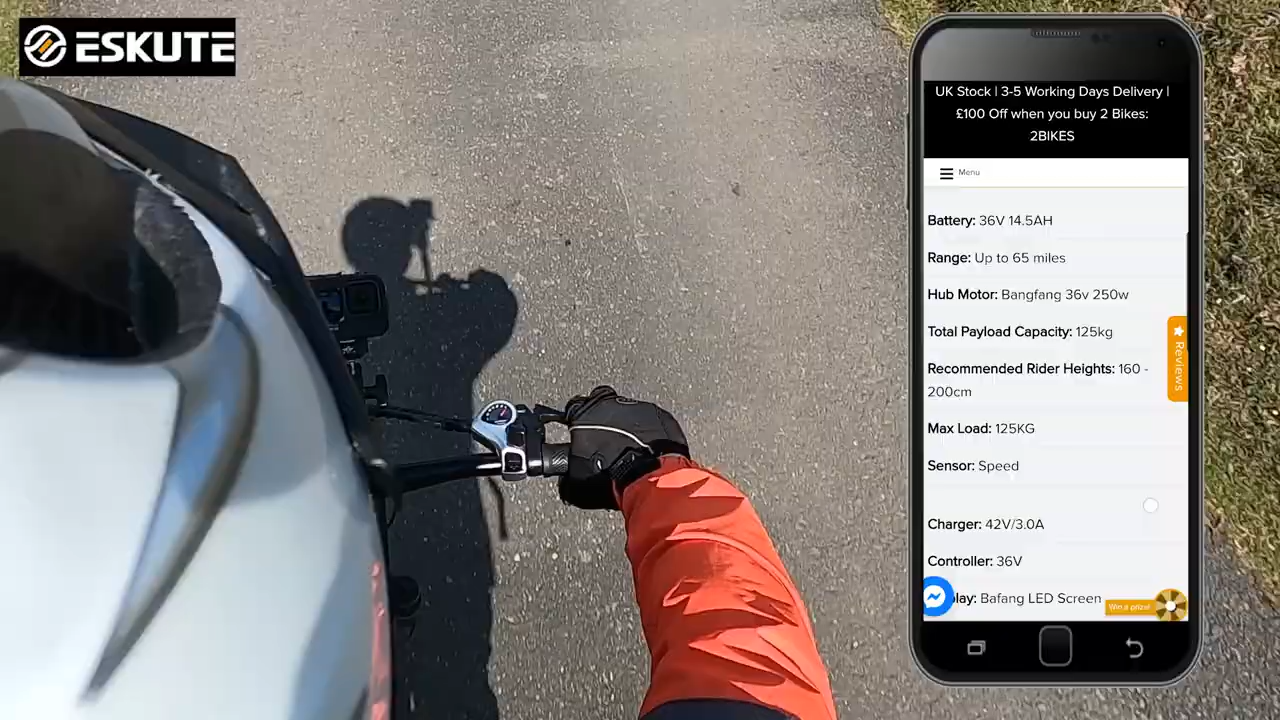 ESKUTE
UK Stock | 3-5 Working Days Delivery |
£100 Off when you buy 2 Bikes:
2BIKES
Menu
Battery: 36V 14.5AH
Range: Up to 65 miles
Hub Motor: Bangfang 36v 250w
Total Payload Capacity: 125kg
Recommended Rider Heights: 160 -
200cm
Max Load: 125KG
Sensor: Speed
Charger: 42V/3.0A
Controller: 36V
lay: Bafang LED Screen
Reviews
Win a prize!